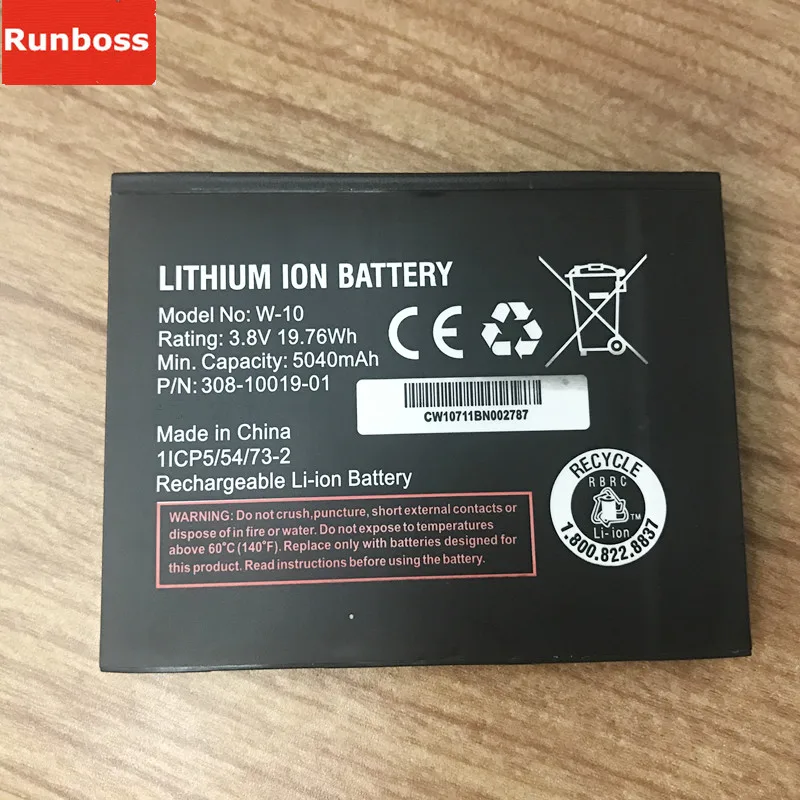 Runboss
LITHIUM ION BATTERY
Model No: W-10
Rating: 3.8V 19.76Wh
Min. Capacity: 5040mAh
P/N: 308-10019-01
CE
CW10711BN002787
Made in China
1ICP5/54/73-2
Rechargeable Li-ion Battery
WARNING: Do not crush,puncture, short external contacts or
dispose of in fire or water. Do not expose to temperatures
above 60°C (140°F). Replace only with batteries designed for
this product. Read instructions before using the battery.
RECYCLE
RBRC
Li-ion
TM
1.800.822.8837